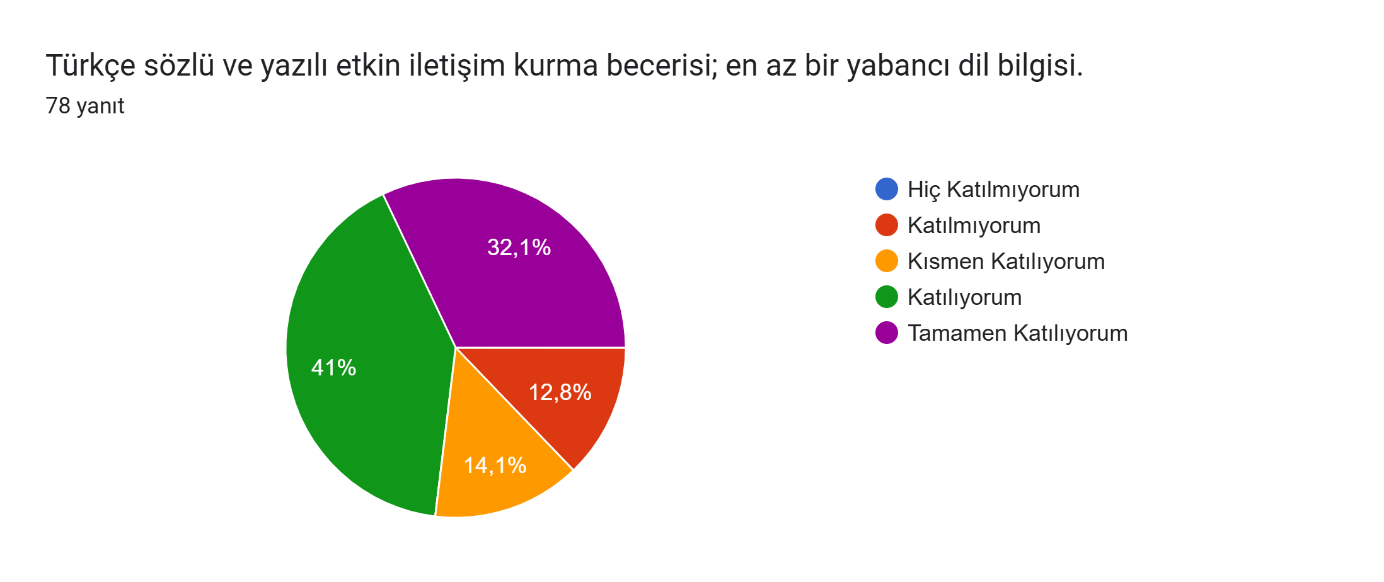 Türkçe sözlü ve yazılı etkin iletişim kurma becerisi; en az bir yabancı dil bilgisi.
78 yanıt
Hiç Katılmıyorum
Katılmıyorum
Kısmen Katılıyorum
Katılıyorum
Tamamen Katılıyorum
32,1%
41%
12,8%
14,1%